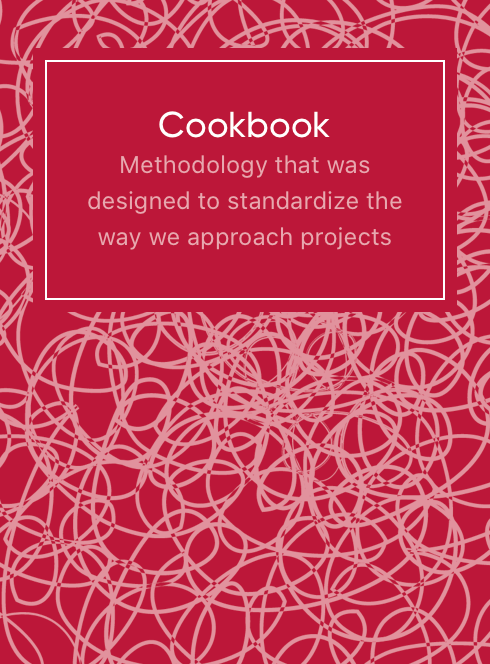 Cookbook
Methodology that was
designed to standardize the
way we approach projects